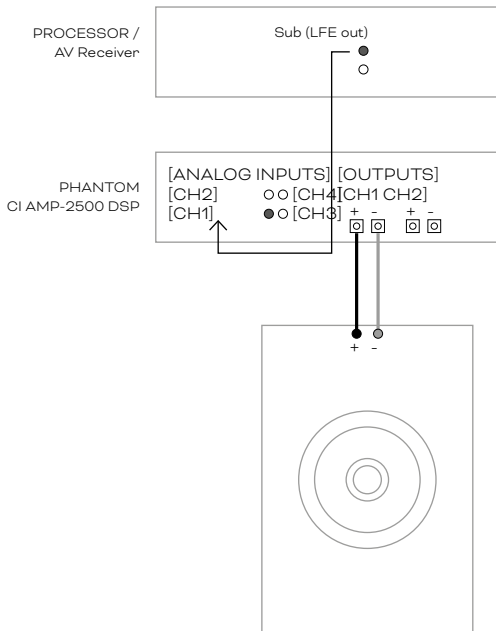 PROCESSOR /
AV Receiver
Sub (LFE out)
PHANTOM
CI AMP-2500 DSP
[ANALOG INPUTS] [OUTPUTS]
[CH2] [CH4] [CH1 CH2]
[CH1] [CH3] + - + -
+ -